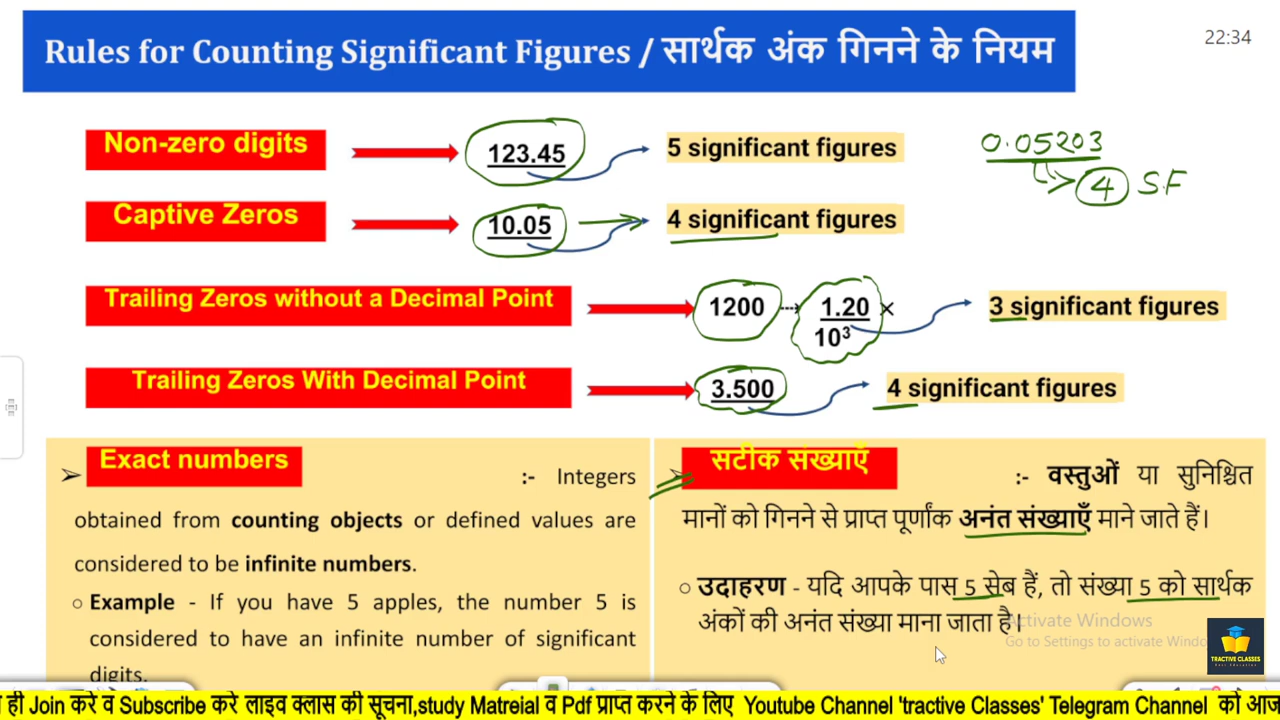 Rules for Counting Significant Figures / सार्थक अंक गिनने के नियम
22:34
Non-zero digits
123.45
5 significant figures
0.05203
4 S.F
Captive Zeros
10.05
4 significant figures
Trailing Zeros without a Decimal Point
1200
1.20 ×
10³
3 significant figures
Trailing Zeros With Decimal Point
3.500
4 significant figures
Exact numbers :- Integers
obtained from counting objects or defined values are
considered to be infinite numbers.
Example - If you have 5 apples, the number 5 is
considered to have an infinite number of significant
digits.
सटीक संख्याएँ :- वस्तुओं या सुनिश्चित
मानों को गिनने से प्राप्त पूर्णांक अनंत संख्याएँ माने जाते हैं।
उदाहरण - यदि आपके पास 5 सेब हैं, तो संख्या 5 को सार्थक
अंकों की अनंत संख्या माना जाता है।
Activate Windows
Go to Settings to activate Windo
TRACTIVE CLASSES
ही Join करे व Subscribe करे लाइव क्लास की सूचना,study Matreial व Pdf प्राप्त करने के लिए Youtube Channel 'tractive Classes' Telegram Channel को आज